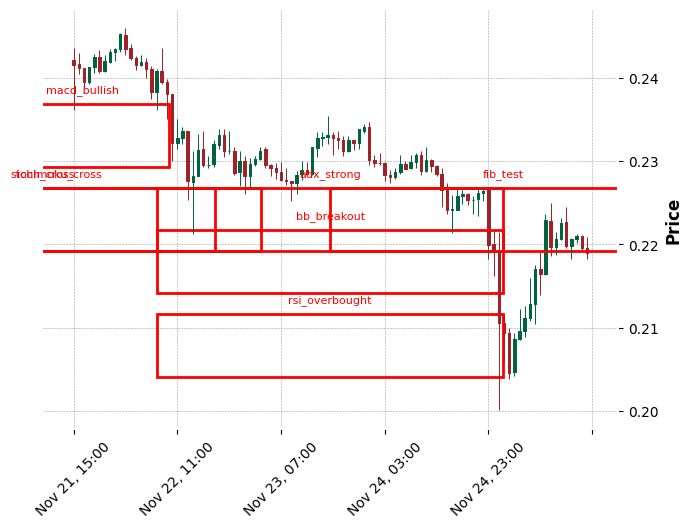 macd_bullish
0.24
0.23
adx_strong
fib_test
bb_breakout
0.22
rsi_overbought
0.21
0.20
Price
Nov 21, 15:00
Nov 22, 11:00
Nov 23, 07:00
Nov 24, 03:00
Nov 24, 23:00